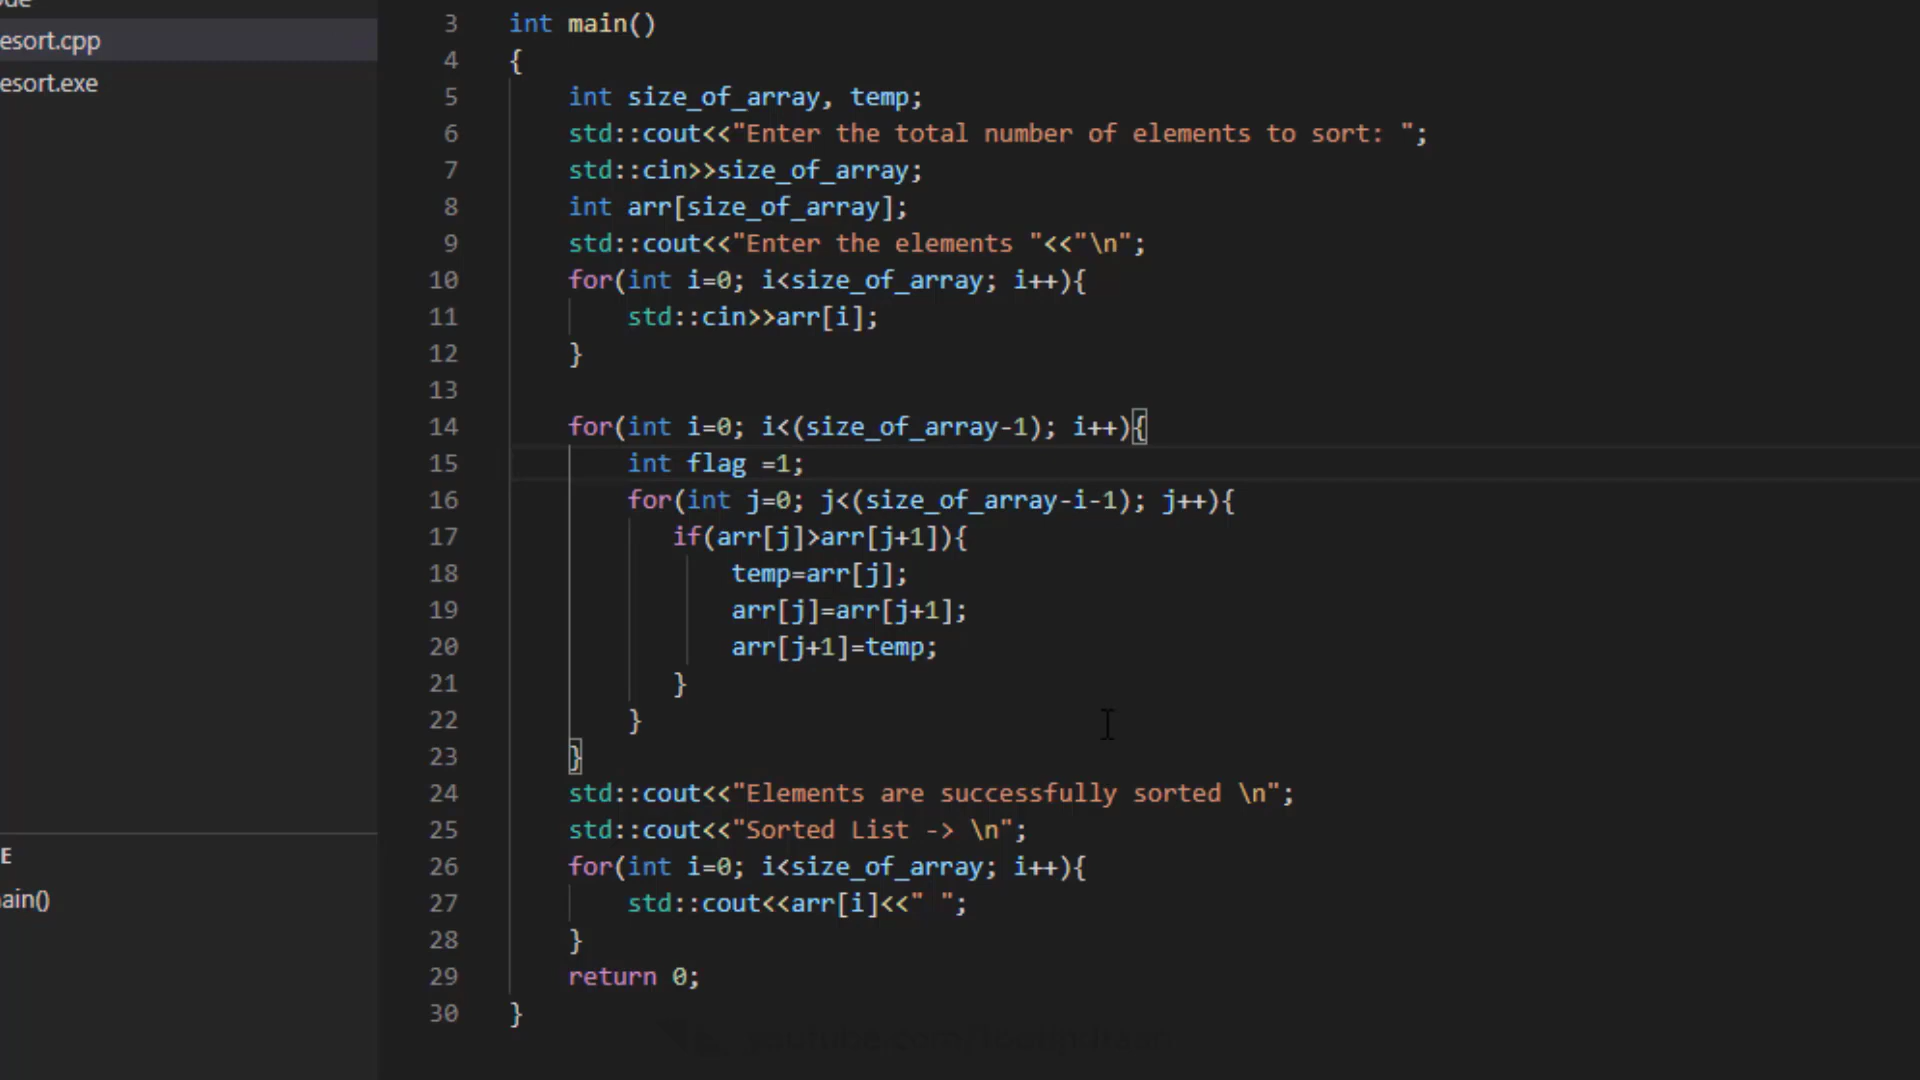 ode
esort.cpp
esort.exe
3 int main()
4 {
5 int size_of_array, temp;
6 std::cout<<"Enter the total number of elements to sort: ";
7 std::cin>>size_of_array;
8 int arr[size_of_array];
9 std::cout<<"Enter the elements "<<"\n";
10 for(int i=0; i<size_of_array; i++){
11 std::cin>>arr[i];
12 }
13
14 for(int i=0; i<(size_of_array-1); i++){
15 int flag =1;
16 for(int j=0; j<(size_of_array-i-1); j++){
17 if(arr[j]>arr[j+1]){
18 temp=arr[j];
19 arr[j]=arr[j+1];
20 arr[j+1]=temp;
21 }
22 }
23 }
24 std::cout<<"Elements are successfully sorted \n";
25 std::cout<<"Sorted List -> \n";
26 for(int i=0; i<size_of_array; i++){
27 std::cout<<arr[i]<<" ";
28 }
29 return 0;
30 }
E
ain()